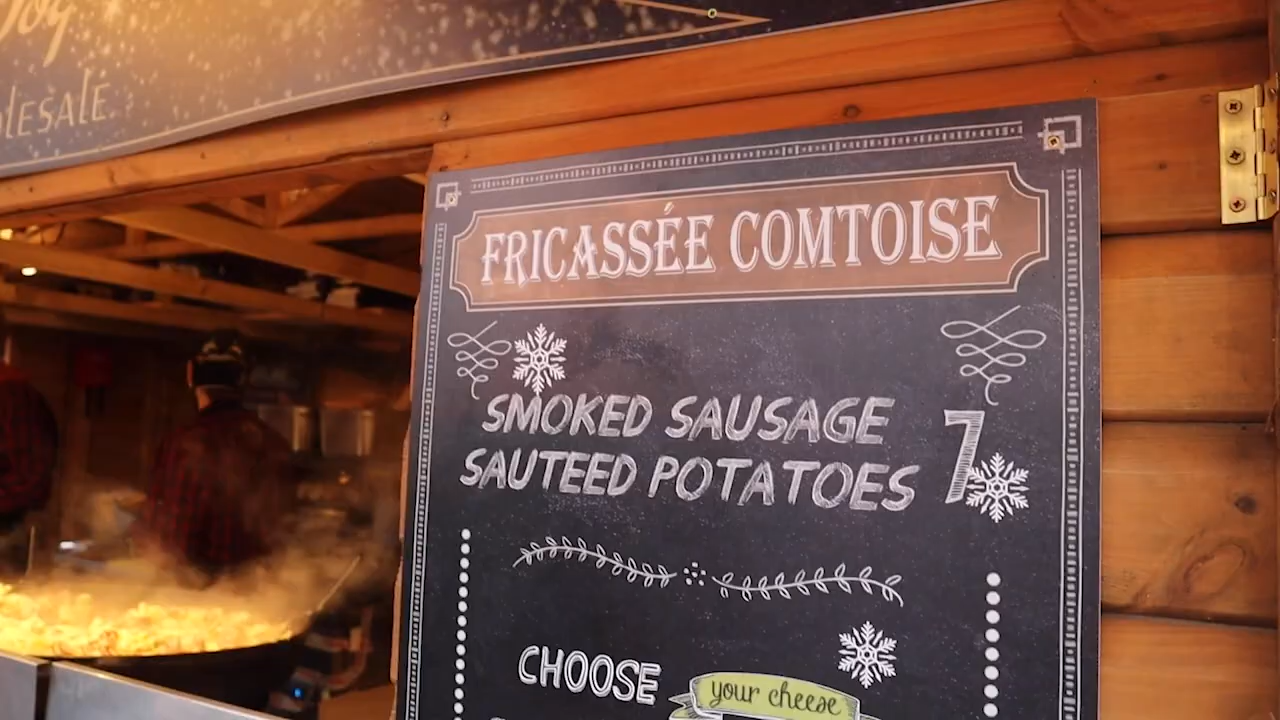 FRICASSÉE COMTOISE
SMOKED SAUSAGE
SAUTEED POTATOES 7
CHOOSE your cheese